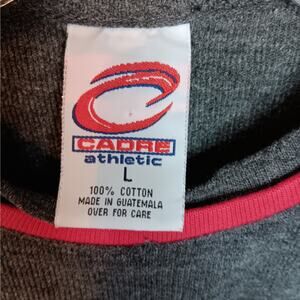 CADRE
athletic
L
100% COTTON
MADE IN GUATEMALA
OVER FOR CARE